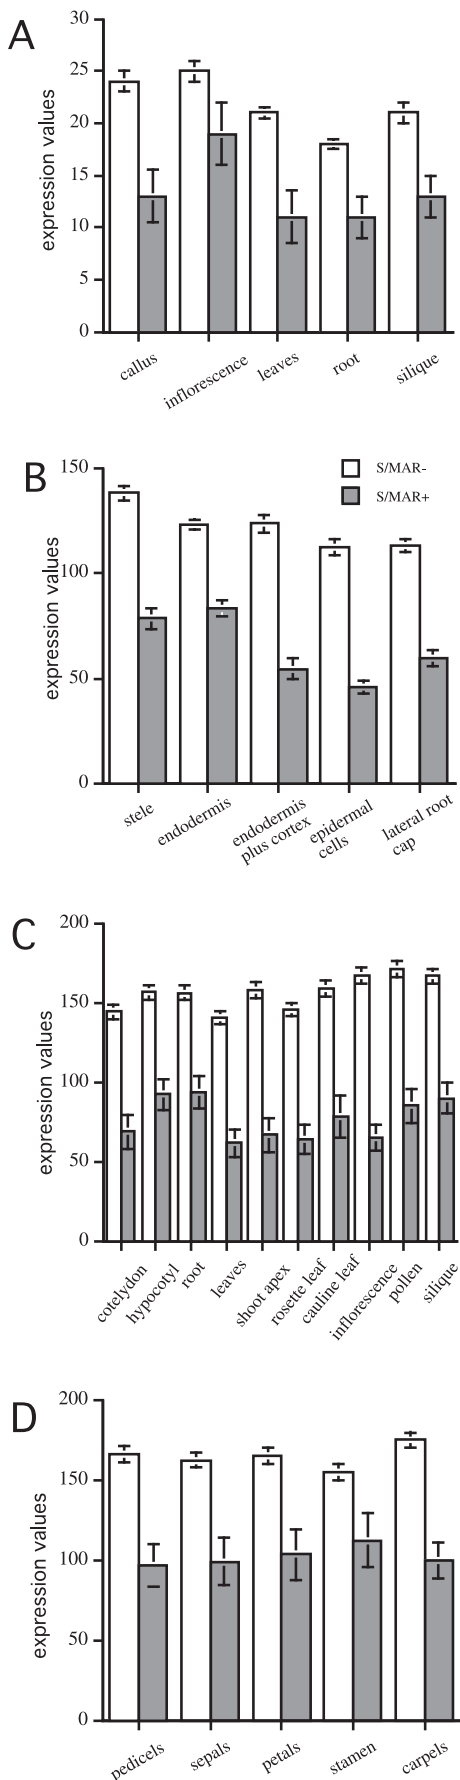 A
expression values
30
25
20
15
10
5
0
callus
inflorescence
leaves
root
silique
B
expression values
150
100
50
0
S/MAR-
S/MAR+
stele
endodermis
endodermis
plus cortex
epidermal
cells
lateral root
cap
C
expression values
200
150
100
50
0
cotelydon
hypocotyl
root
leaves
shoot apex
rosette leaf
cauline leaf
inflorescence
pollen
silique
D
expression values
200
150
100
50
0
pedicels
sepals
petals
stamen
carpels